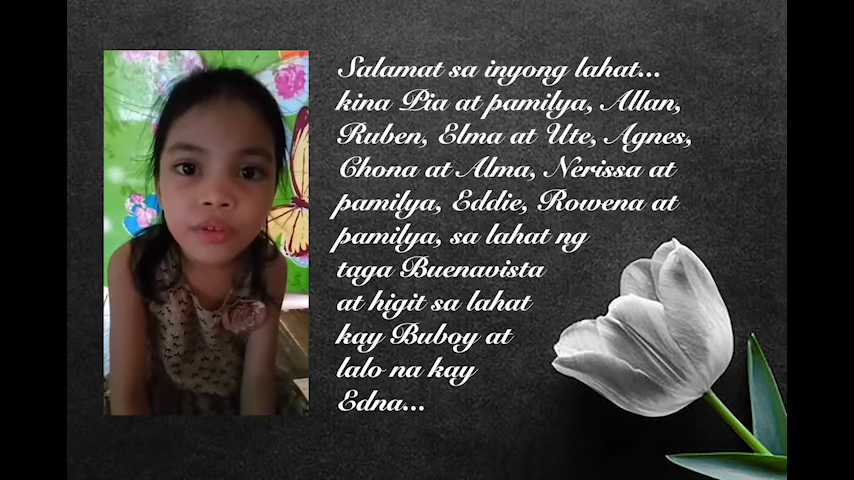 Salamat sa inyong lahat...
kina Pia at pamilya, Allan,
Ruben, Elma at Ute, Agnes,
Chona at Alma, Nerissa at
pamilya, Eddie, Rowena at
pamilya, sa lahat ng
taga Buenavista
at higit sa lahat
kay Buboy at
lalo na kay
Edna...